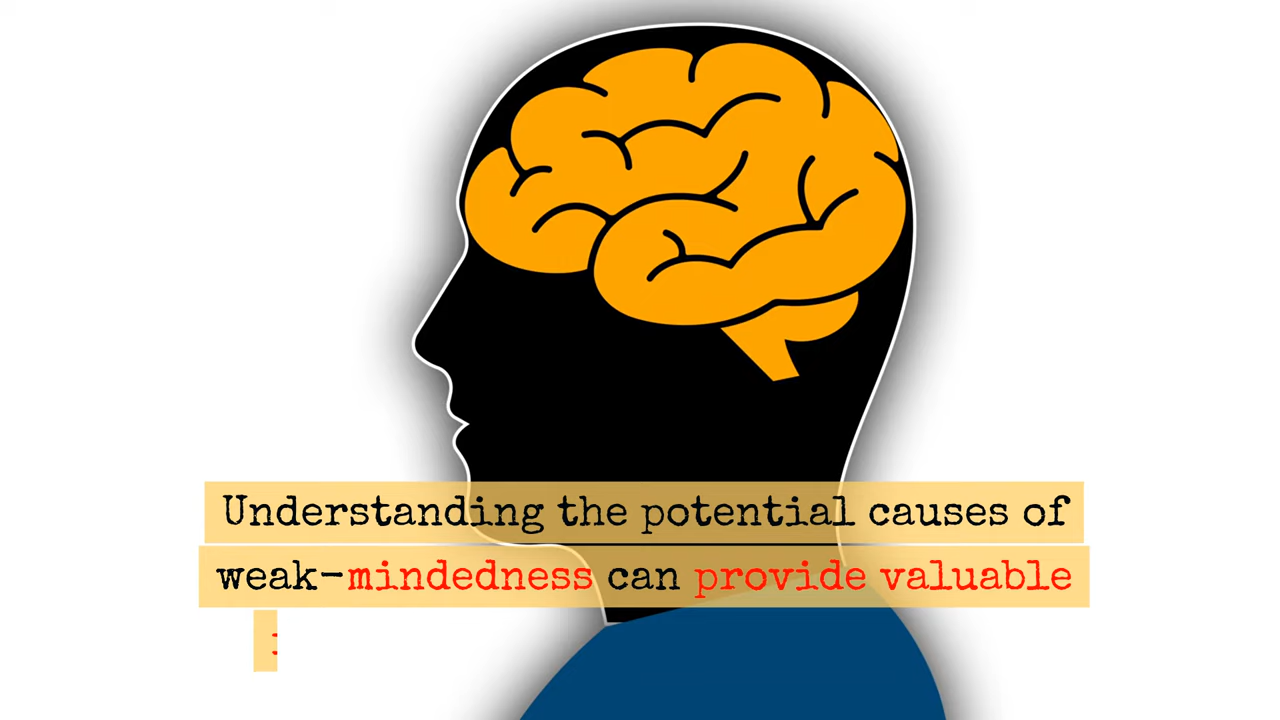 Understanding the potential causes of
weak-mindedness can provide valuable